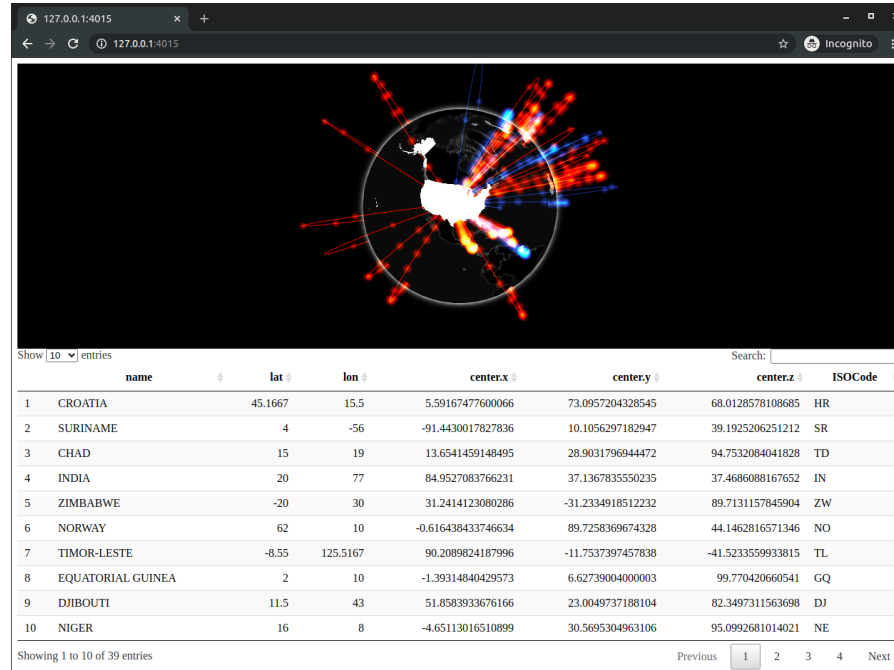 127.0.0.1:4015
127.0.0.1:4015 Incognito
Show 10 entries Search:
name lat lon center.x center.y center.z ISOCode
1 CROATIA 45.1667 15.5 5.59167477600066 73.0957204328545 68.0128578108685 HR
2 SURINAME 4 -56 -91.4430017827836 10.1056297182947 39.1925206251212 SR
3 CHAD 15 19 13.6541459148495 28.9031796944472 94.7532084041828 TD
4 INDIA 20 77 84.9527083766231 37.1367835550235 37.4686088167652 IN
5 ZIMBABWE -20 30 31.2414123080286 -31.2334918512232 89.7131157845904 ZW
6 NORWAY 62 10 -0.616438433746634 89.7258369674328 44.1462816571346 NO
7 TIMOR-LESTE -8.55 125.5167 90.2089824187996 -11.7537397457838 -41.5233559933815 TL
8 EQUATORIAL GUINEA 2 10 -1.39314840429573 6.62739004000003 99.770420660541 GQ
9 DJIBOUTI 11.5 43 51.8583933676166 23.0049737188104 82.3497311563698 DJ
10 NIGER 16 8 -4.65113016510899 30.5695304963106 95.0992681014021 NE
Showing 1 to 10 of 39 entries Previous 1 2 3 4 Next